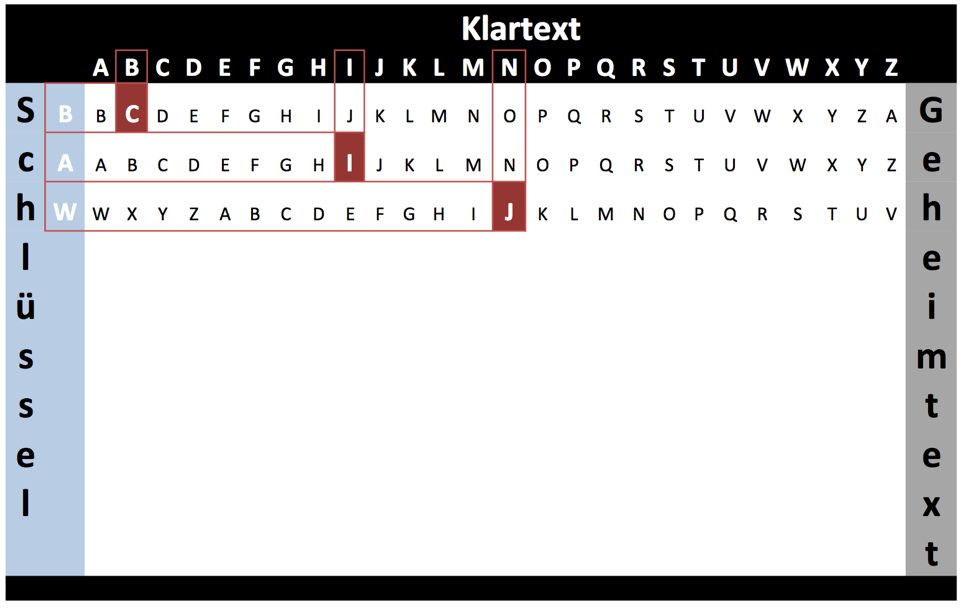 Klartext
A B C D E F G H I J K L M N O P Q R S T U V W X Y Z
Schlüssel
B B C D E F G H I J K L M N O P Q R S T U V W X Y Z A
A A B C D E F G H I J K L M N O P Q R S T U V W X Y Z
W W X Y Z A B C D E F G H I J K L M N O P Q R S T U V
Geheimtext